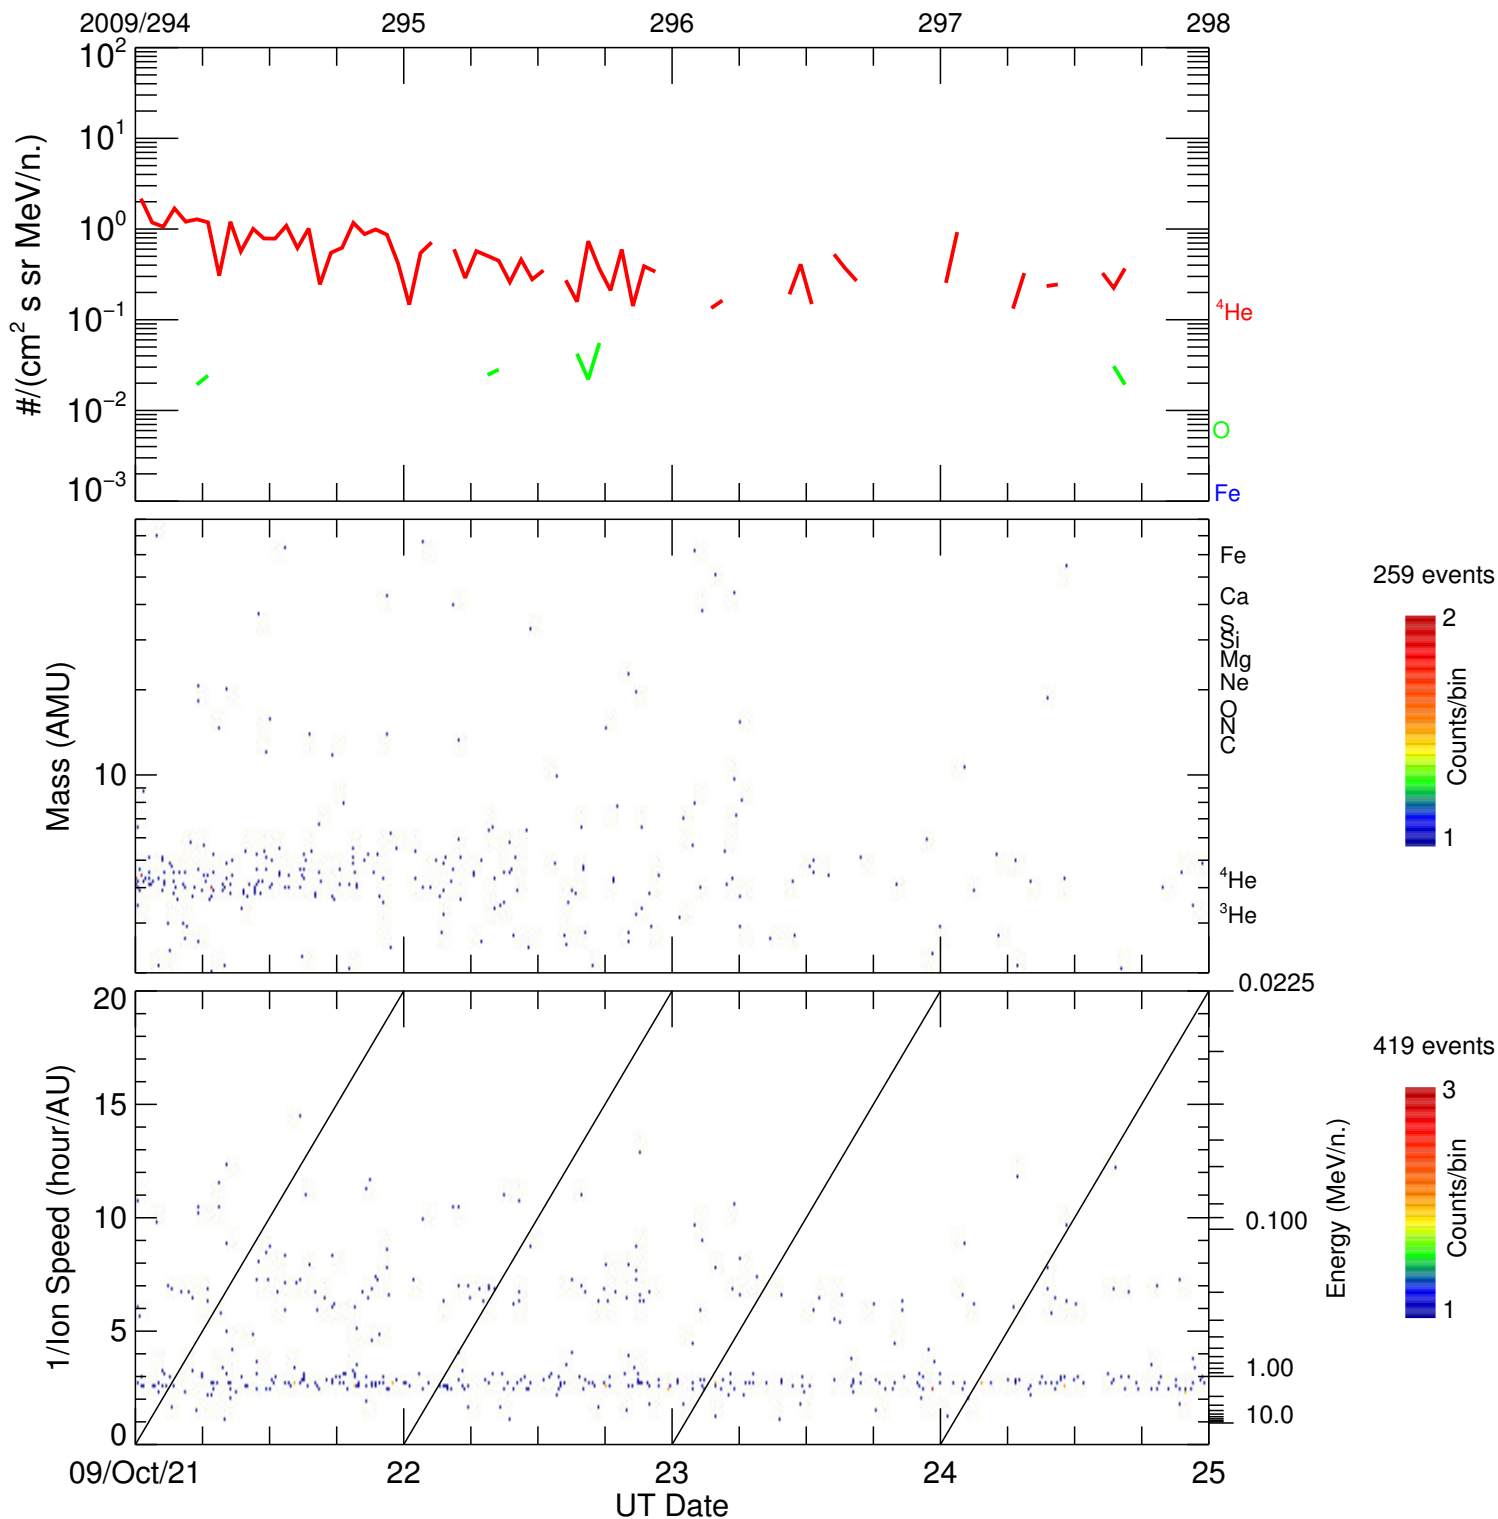 2009/294 295 296 297 298
10^2
10^1
10^0
10^-1
10^-2
10^-3
#/(cm^2 s sr MeV/n.)
^4He
O
Fe
Mass (AMU)
10
Fe
Ca
S
Si
Mg
Ne
O
N
C
^4He
^3He
259 events
2
Counts/bin
1
1/Ion Speed (hour/AU)
20
15
10
5
0
0.0225
0.100
1.00
10.0
Energy (MeV/n.)
419 events
3
Counts/bin
1
09/Oct/21 22 23 24 25
UT Date